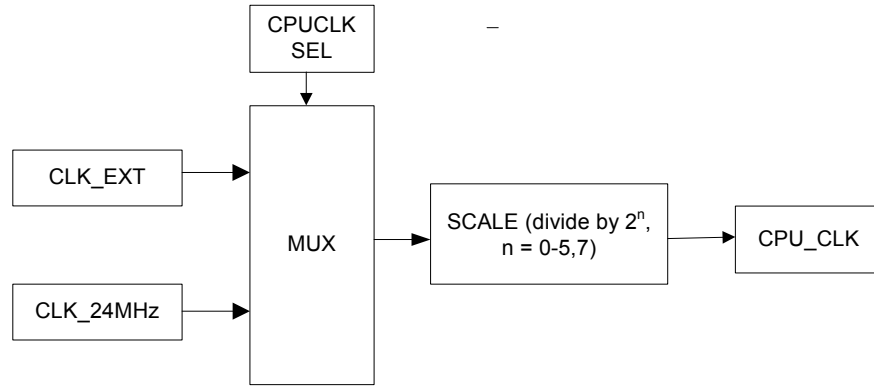 CPUCLK
SEL
–
CLK_EXT
MUX
SCALE (divide by 2ⁿ,
n = 0-5,7)
CPU_CLK
CLK_24MHz